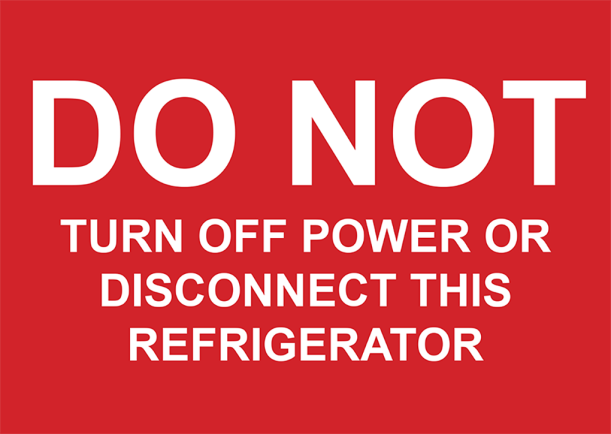 DO NOT
TURN OFF POWER OR
DISCONNECT THIS
REFRIGERATOR